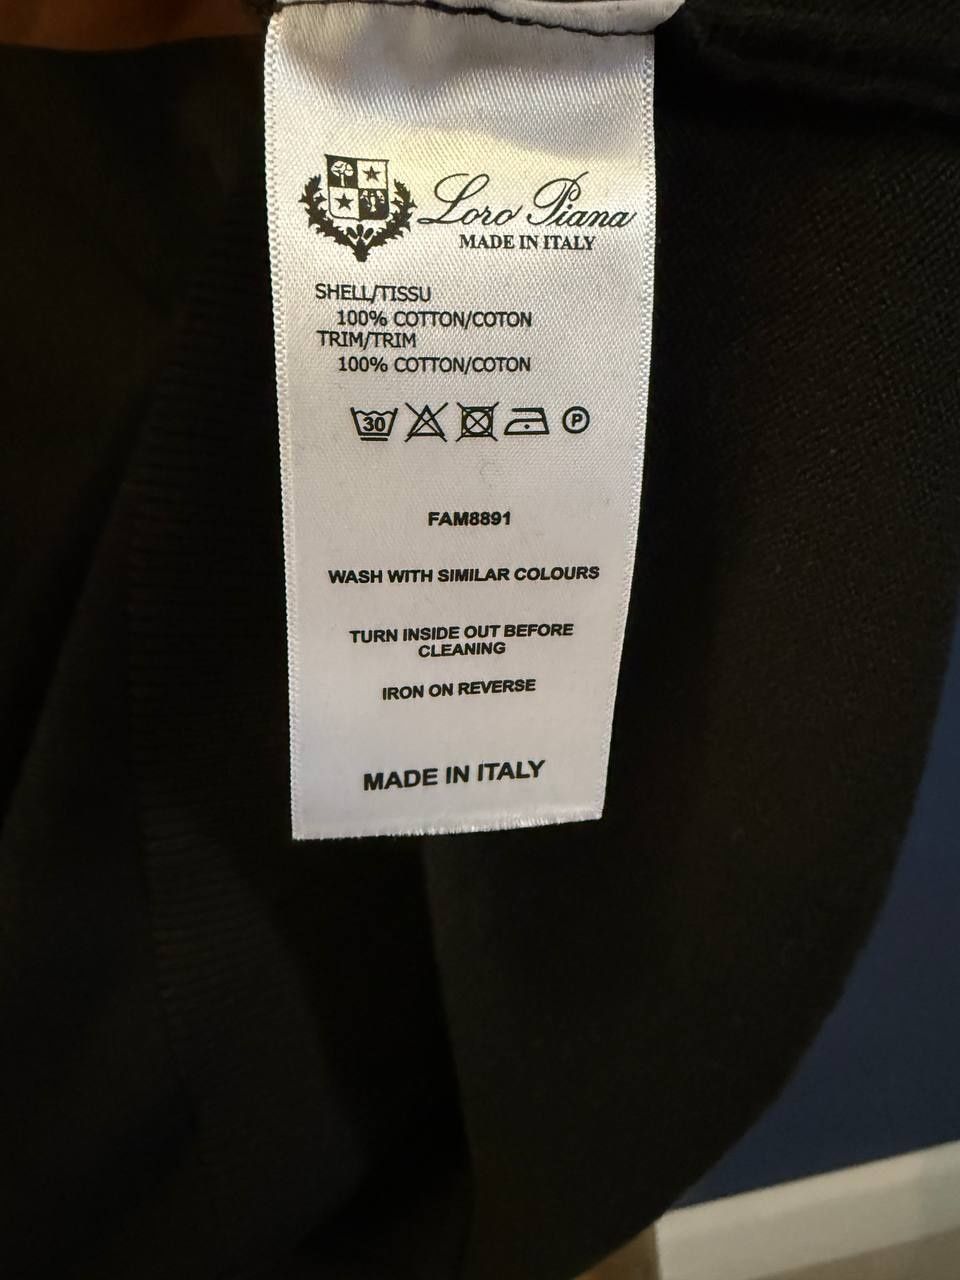 Loro Piana
MADE IN ITALY
SHELL/TISSU
100% COTTON/COTON
TRIM/TRIM
100% COTTON/COTON
30 P
FAM8891
WASH WITH SIMILAR COLOURS
TURN INSIDE OUT BEFORE
CLEANING
IRON ON REVERSE
MADE IN ITALY